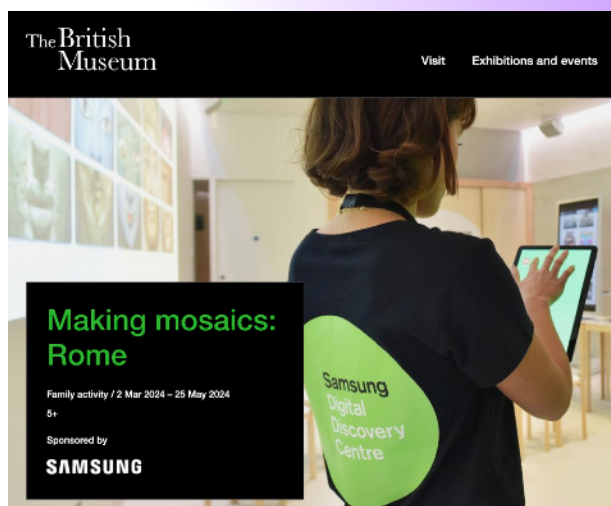 The British
Museum
Visit Exhibitions and events
Making mosaics:
Rome
Family activity / 2 Mar 2024 – 25 May 2024
5+
Sponsored by
SAMSUNG
Samsung
Digital
Discovery
Centre